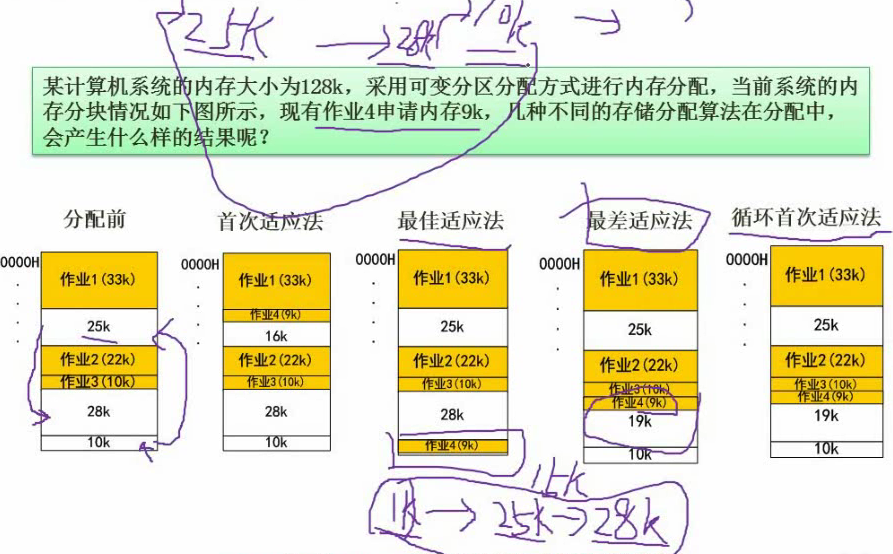 25K → 28k 10k →
某计算机系统的内存大小为128k，采用可变分区分配方式进行内存分配，当前系统的内
存分块情况如下图所示，现有作业4申请内存9k，几种不同的存储分配算法在分配中，
会产生什么样的结果呢？
分配前 首次适应法 最佳适应法 最差适应法 循环首次适应法
0000H 0000H 0000H 0000H 0000H
作业1(33k) 作业1(33k) 作业1(33k) 作业1(33k) 作业1(33k)
25k 作业4(9k) 25k 25k 25k
16k
作业2(22k) 作业2(22k) 作业2(22k) 作业2(22k) 作业2(22k)
作业3(10k) 作业3(10k) 作业3(10k) 作业3(10k) 作业3(10k)
28k 28k 28k 作业4(9k) 作业4(9k)
19k 19k
10k 10k 作业4(9k) 10k 10k
1k → 25k → 28k